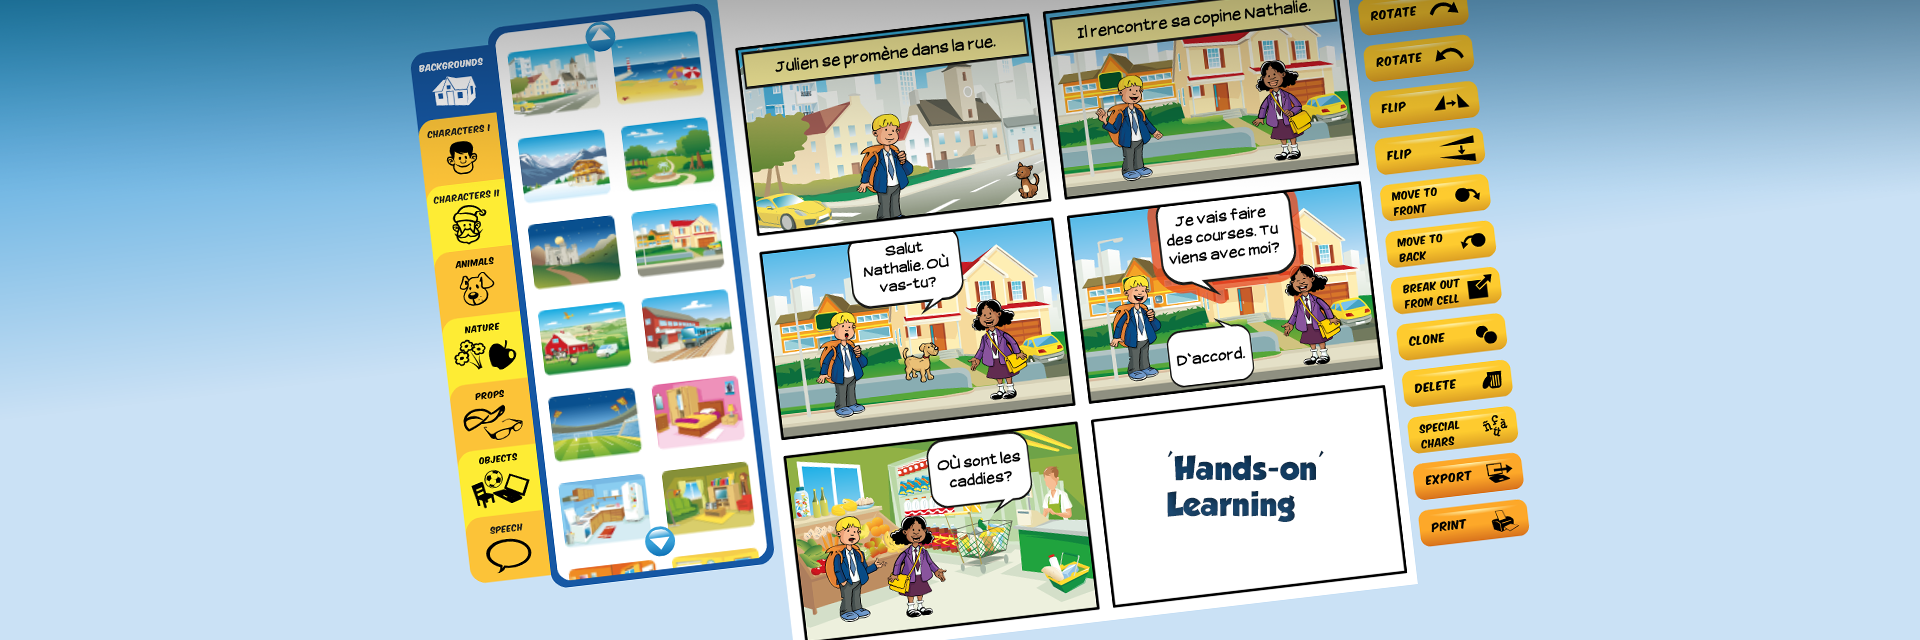 BACKGROUNDS
CHARACTERS I
CHARACTERS II
ANIMALS
NATURE
PROPS
OBJECTS
SPEECH
Julien se promène dans la rue.
Il rencontre sa copine Nathalie.
Salut
Nathalie. OÙ
vas-tu?
Je vais faire
des courses. Tu
viens avec moi?
D'accord.
OÙ sont les
caddies?
'Hands-on'
Learning
ROTATE
ROTATE
FLIP
FLIP
MOVE TO
FRONT
MOVE TO
BACK
BREAK OUT
FROM CELL
CLONE
DELETE
SPECIAL
CHARS
EXPORT
PRINT